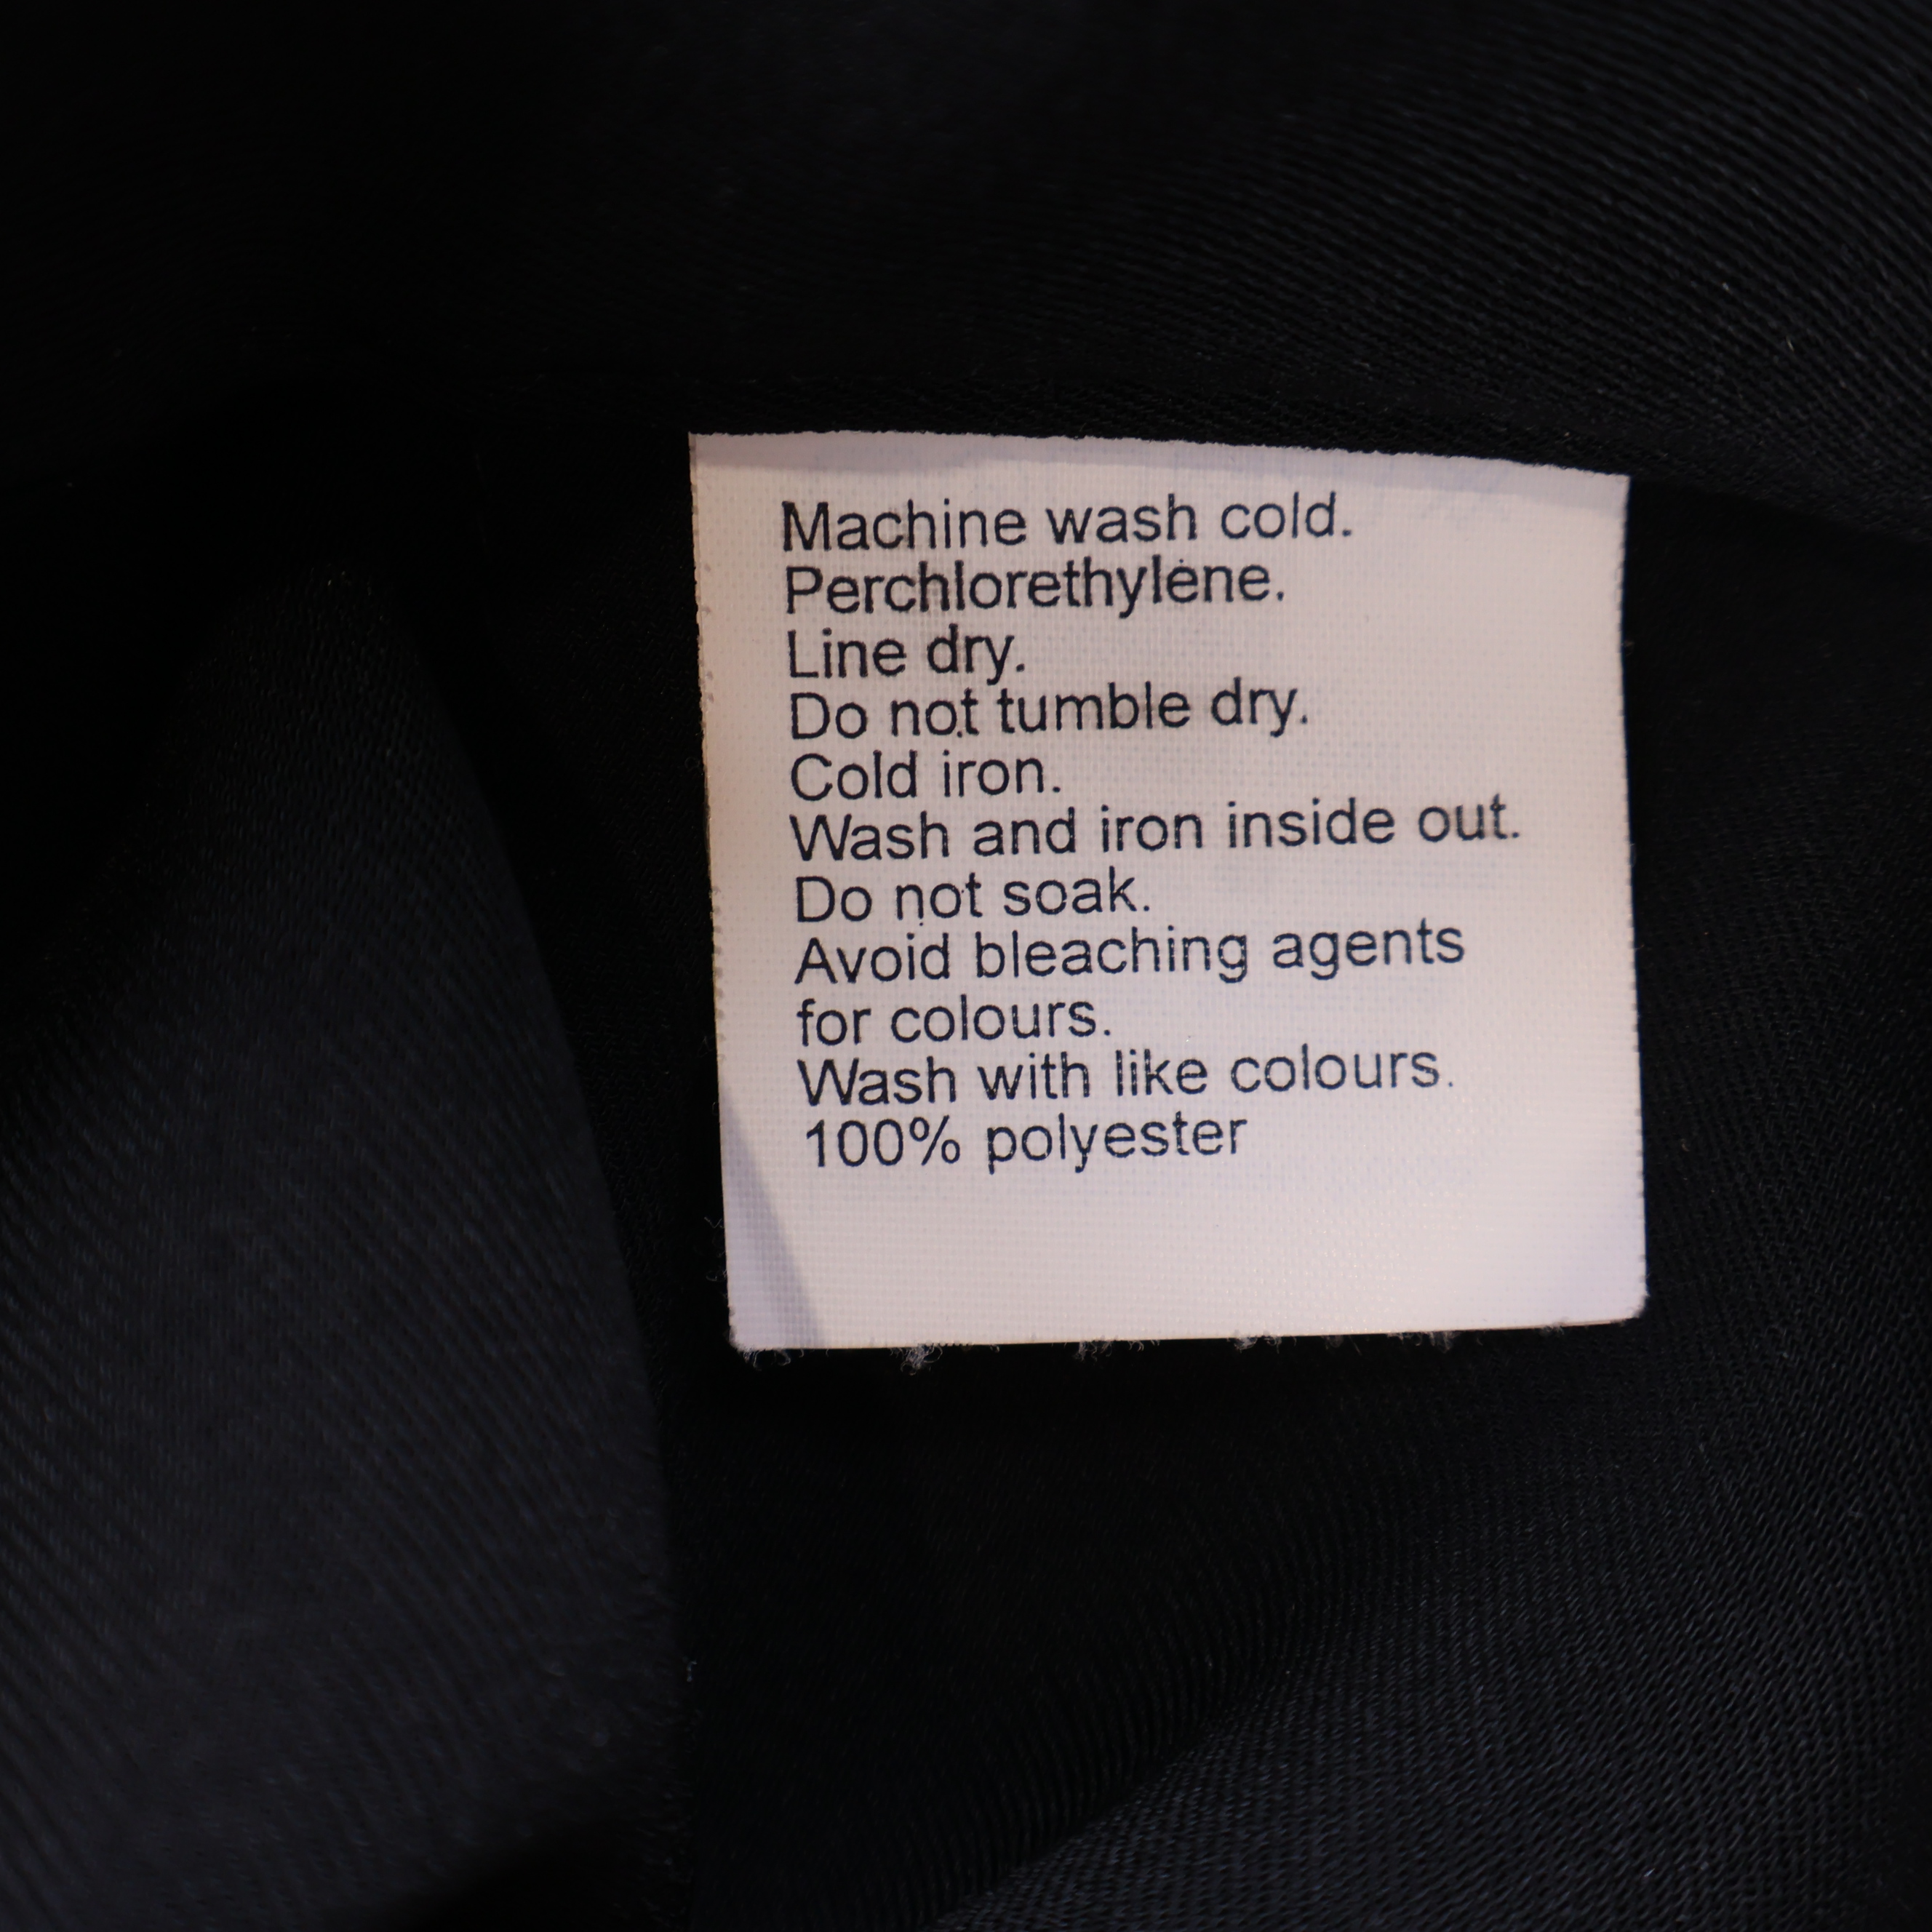 Machine wash cold.
Perchlorethylene.
Line dry.
Do not tumble dry.
Cold iron.
Wash and iron inside out.
Do not soak.
Avoid bleaching agents
for colours.
Wash with like colours.
100% polyester